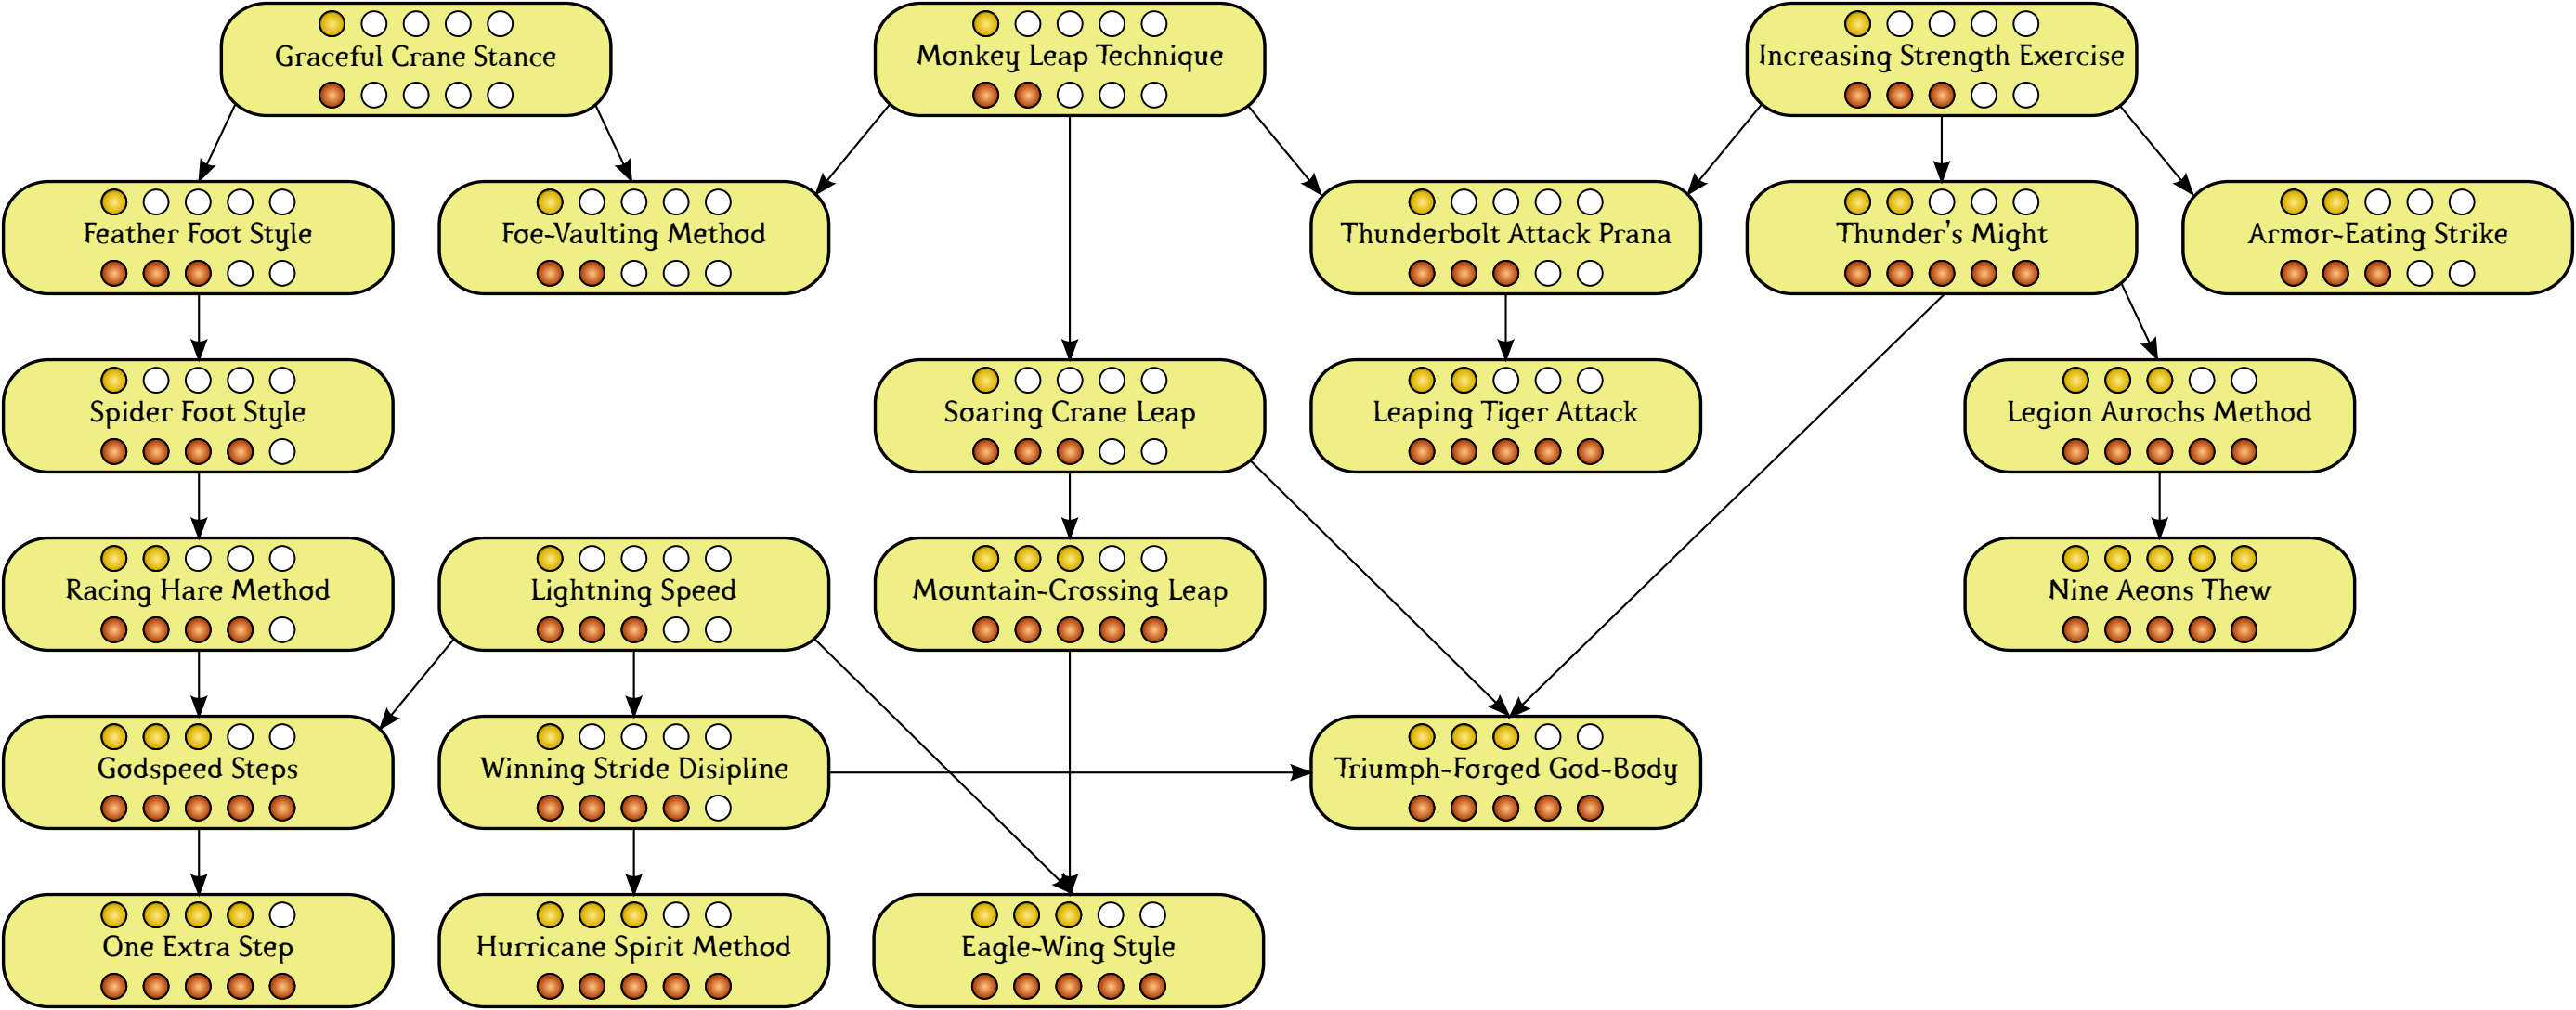 Graceful Crane Stance
Monkey Leap Technique
Increasing Strength Exercise
Feather Foot Style
Foe-Vaulting Method
Thunderbolt Attack Prana
Thunder's Might
Armor-Eating Strike
Spider Foot Style
Soaring Crane Leap
Leaping Tiger Attack
Legion Aurochs Method
Racing Hare Method
Lightning Speed
Mountain-Crossing Leap
Nine Aeons Thew
Godspeed Steps
Winning Stride Disipline
Triumph-Forged God-Body
One Extra Step
Hurricane Spirit Method
Eagle-Wing Style